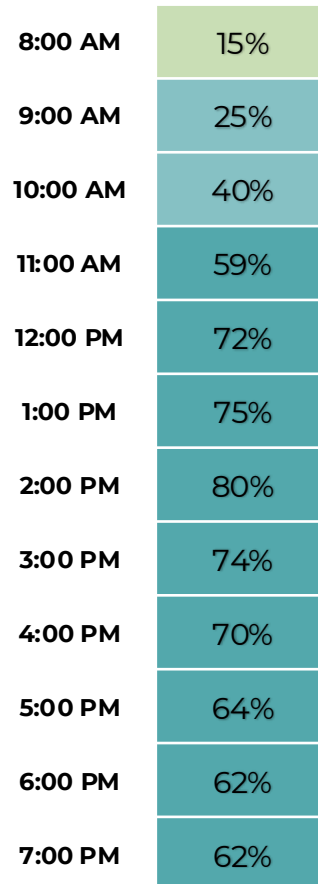 8:00 AM 15%
9:00 AM 25%
10:00 AM 40%
11:00 AM 59%
12:00 PM 72%
1:00 PM 75%
2:00 PM 80%
3:00 PM 74%
4:00 PM 70%
5:00 PM 64%
6:00 PM 62%
7:00 PM 62%